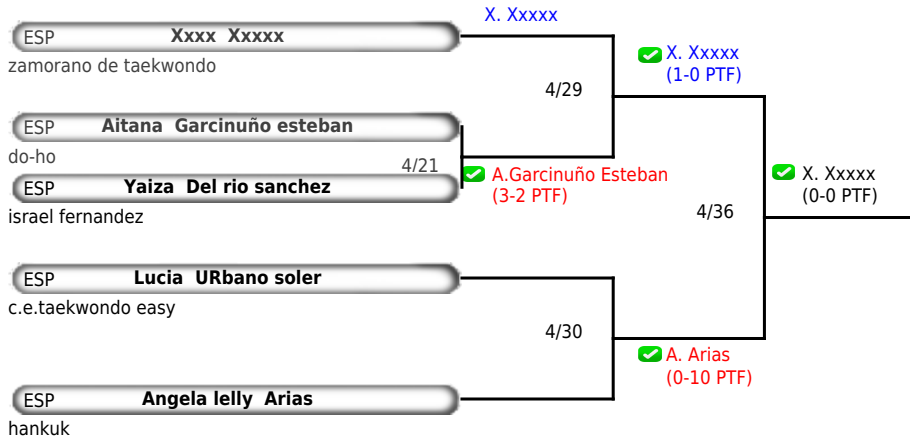 X. Xxxxx
ESP Xxxx Xxxxx
zamorano de taekwondo
X. Xxxxx
(1-0 PTF)
4/29
ESP Aitana Garcinuño esteban
do-ho
4/21
A.Garcinuño Esteban
(3-2 PTF)
X. Xxxxx
(0-0 PTF)
ESP Yaiza Del rio sanchez
israel fernandez
4/36
ESP Lucia URbano soler
c.e.taekwondo easy
4/30
A. Arias
(0-10 PTF)
ESP Angela lelly Arias
hankuk